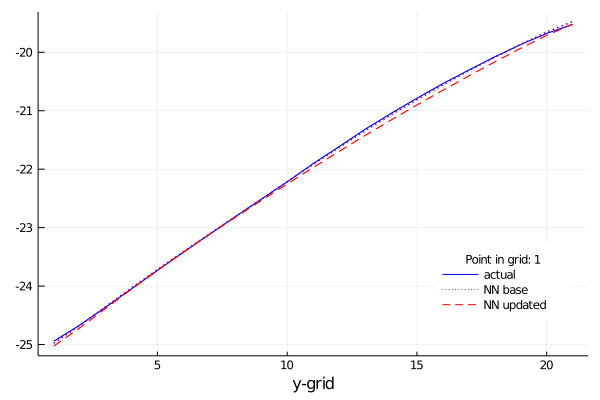 -20
-21
-22
-23
-24
-25
Point in grid: 1
actual
NN base
NN updated
5 10 15 20
y-grid